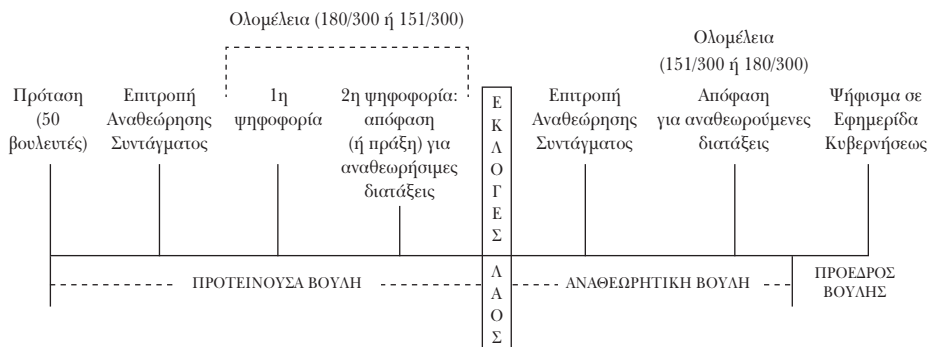 Ολομέλεια (180/300 ή 151/300)
Πρόταση
(50
βουλευτές)
Επιτροπή
Αναθεώρησης
Συντάγματος
1η
ψηφοφορία
2η ψηφοφορία:
απόφαση
(ή πράξη) για
αναθεωρήσιμες
διατάξεις
ΕΚΛΟΓΕΣ
ΛΑΟΣ
Επιτροπή
Αναθεώρησης
Συντάγματος
Ολομέλεια
(151/300 ή 180/300)
Απόφαση
για αναθεωρούμενες
διατάξεις
Ψήφισμα σε
Εφημερίδα
Κυβερνήσεως
ΠΡΟΤΕΙΝΟΥΣΑ ΒΟΥΛΗ
ΑΝΑΘΕΩΡΗΤΙΚΗ ΒΟΥΛΗ
ΠΡΟΕΔΡΟΣ
ΒΟΥΛΗΣ